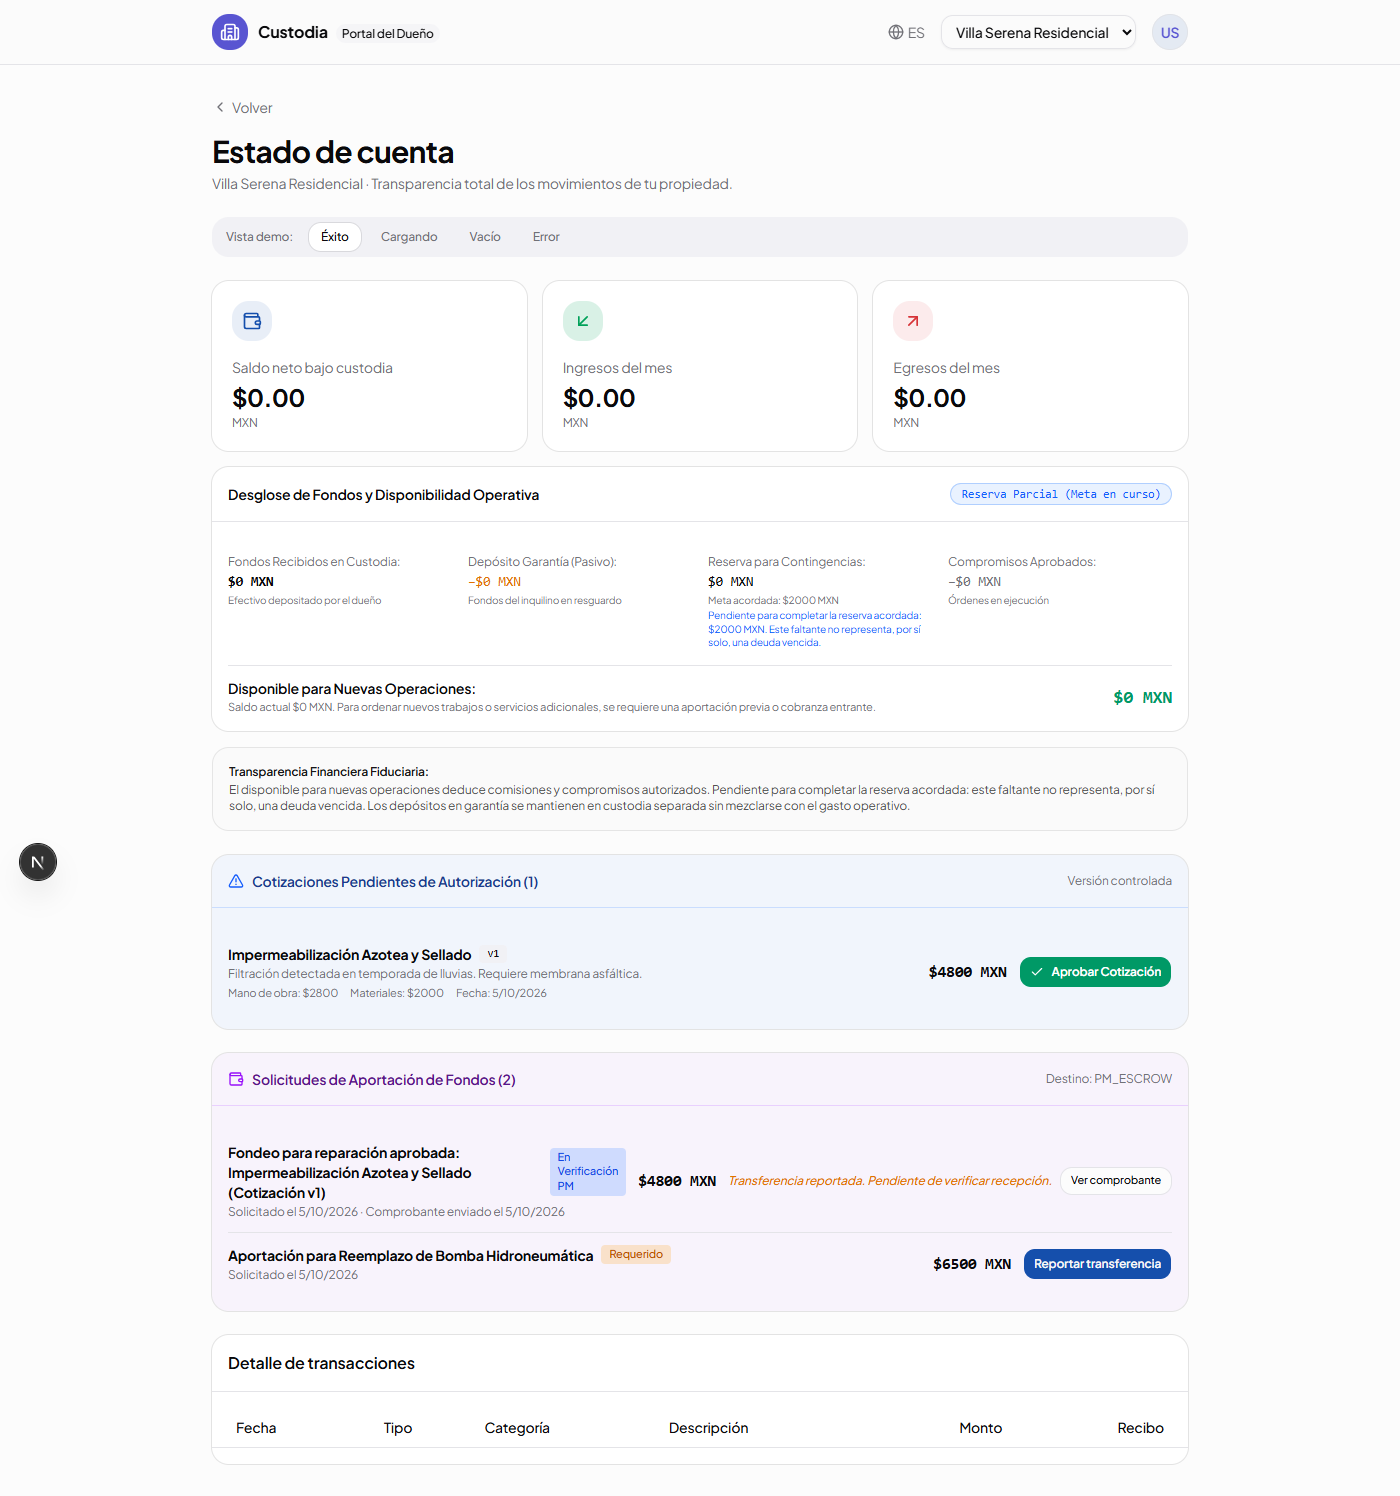 Custodia Portal del Dueño
ES
Villa Serena Residencial
US
Volver
Estado de cuenta
Villa Serena Residencial · Transparencia total de los movimientos de tu propiedad.
Vista demo: Éxito Cargando Vacío Error
Saldo neto bajo custodia
$0.00
MXN
Ingresos del mes
$0.00
MXN
Egresos del mes
$0.00
MXN
Desglose de Fondos y Disponibilidad Operativa
Reserva Parcial (Meta en curso)
Fondos Recibidos en Custodia:
$0 MXN
Efectivo depositado por el dueño
Depósito Garantía (Pasivo):
-$0 MXN
Fondos del inquilino en resguardo
Reserva para Contingencias:
$0 MXN
Meta acordada: $2000 MXN
Pendiente para completar la reserva acordada:
$2000 MXN. Este faltante no representa, por sí
solo, una deuda vencida.
Compromisos Aprobados:
-$0 MXN
Órdenes en ejecución
Disponible para Nuevas Operaciones:
Saldo actual $0 MXN. Para ordenar nuevos trabajos o servicios adicionales, se requiere una aportación previa o cobranza entrante.
$0 MXN
Transparencia Financiera Fiduciaria:
El disponible para nuevas operaciones deduce comisiones y compromisos autorizados. Pendiente para completar la reserva acordada: este faltante no representa, por sí
solo, una deuda vencida. Los depósitos en garantía se mantienen en custodia separada sin mezclarse con el gasto operativo.
N
Cotizaciones Pendientes de Autorización (1)
Versión controlada
Impermeabilización Azotea y Sellado v1
Filtración detectada en temporada de lluvias. Requiere membrana asfáltica.
Mano de obra: $2800 Materiales: $2000 Fecha: 5/10/2026
$4800 MXN
Aprobar Cotización
Solicitudes de Aportación de Fondos (2)
Destino: PM_ESCROW
Fondeo para reparación aprobada:
Impermeabilización Azotea y Sellado
(Cotización v1)
En
Verificación
PM
Solicitado el 5/10/2026 · Comprobante enviado el 5/10/2026
$4800 MXN
Transferencia reportada. Pendiente de verificar recepción.
Ver comprobante
Aportación para Reemplazo de Bomba Hidroneumática Requerido
Solicitado el 5/10/2026
$6500 MXN
Reportar transferencia
Detalle de transacciones
Fecha Tipo Categoría Descripción Monto Recibo